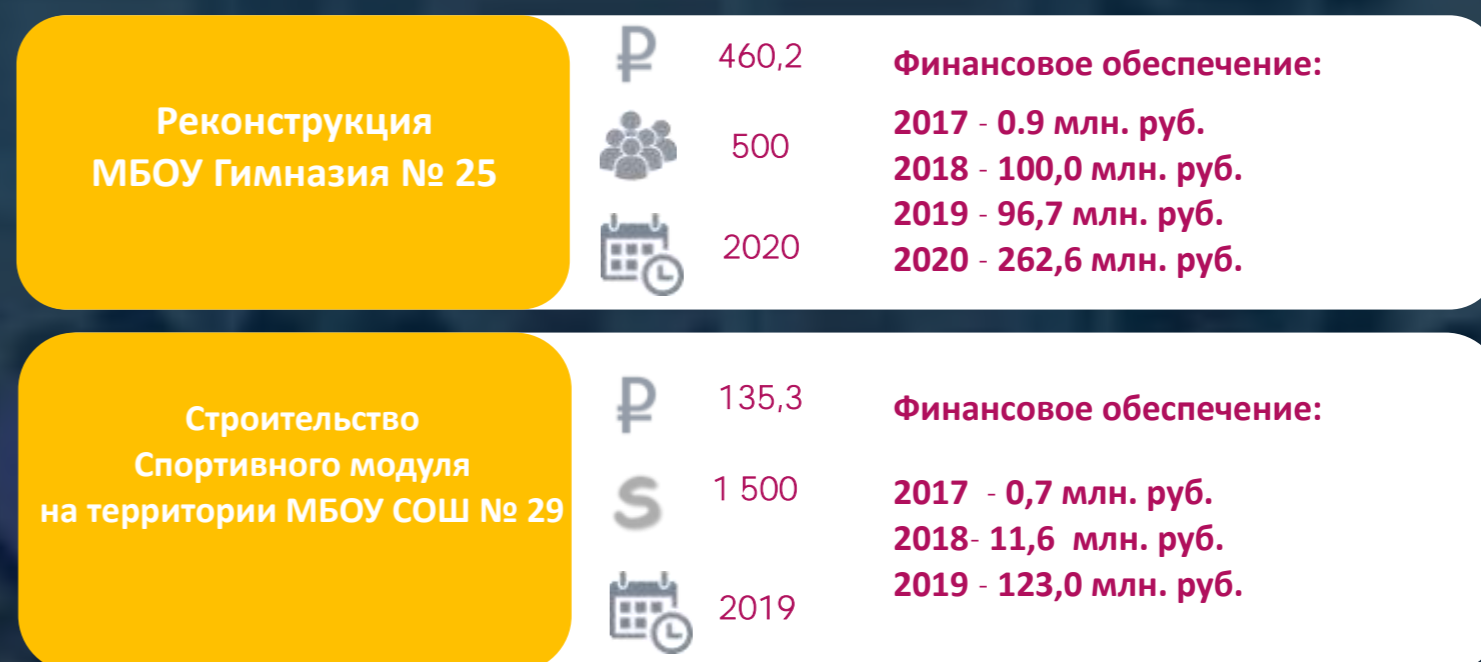 Реконструкция
МБОУ Гимназия № 25
460,2
500
2020
Финансовое обеспечение:
2017 - 0.9 млн. руб.
2018 - 100,0 млн. руб.
2019 - 96,7 млн. руб.
2020 - 262,6 млн. руб.
Строительство
Спортивного модуля
на территории МБОУ СОШ № 29
135,3
S 1 500
2019
Финансовое обеспечение:
2017 - 0,7 млн. руб.
2018- 11,6 млн. руб.
2019 - 123,0 млн. руб.